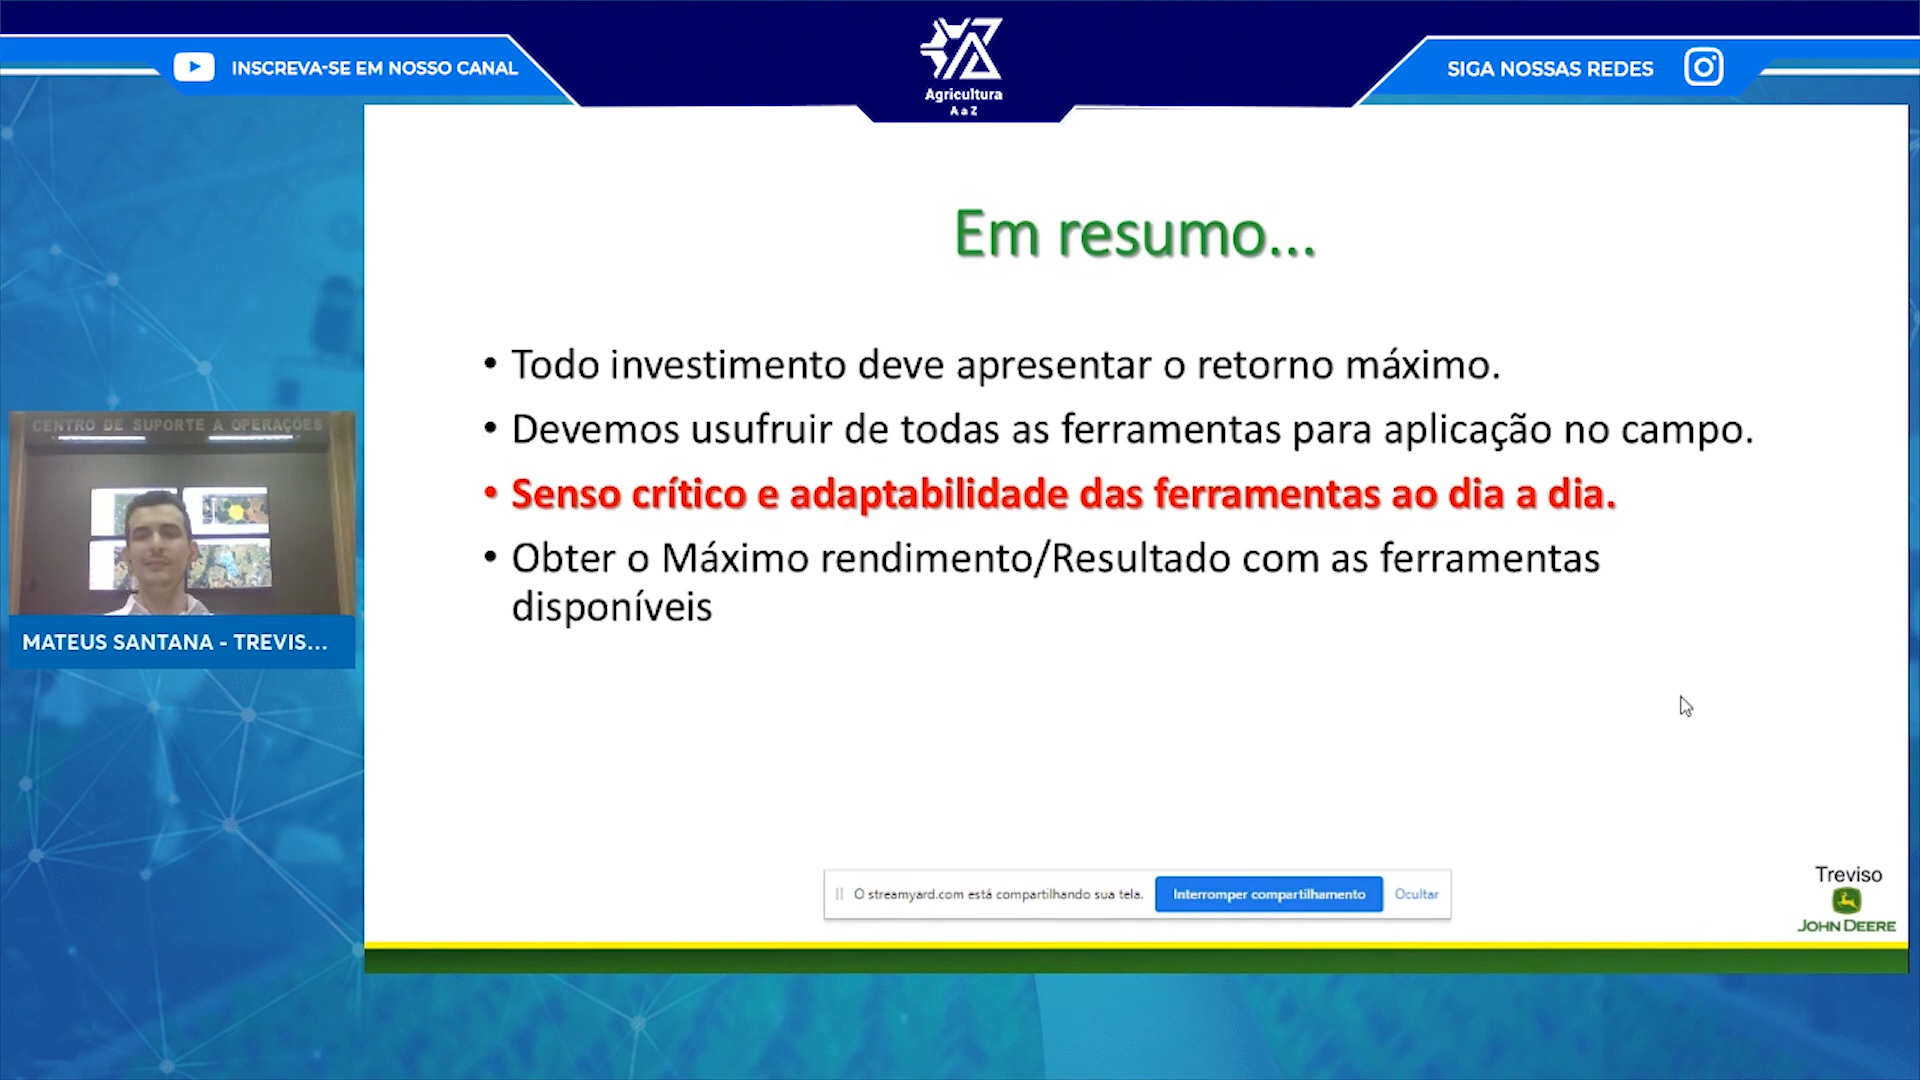 INSCREVA-SE EM NOSSO CANAL
Agricultura
A a Z
SIGA NOSSAS REDES
Em resumo...
• Todo investimento deve apresentar o retorno máximo.
• Devemos usufruir de todas as ferramentas para aplicação no campo.
• Senso crítico e adaptabilidade das ferramentas ao dia a dia.
• Obter o Máximo rendimento/Resultado com as ferramentas
disponíveis
CENTRO DE SUPORTE A OPERAÇÕES
MATEUS SANTANA - TREVIS...
O streamyard.com está compartilhando sua tela.
Interromper compartilhamento
Ocultar
Treviso
JOHN DEERE